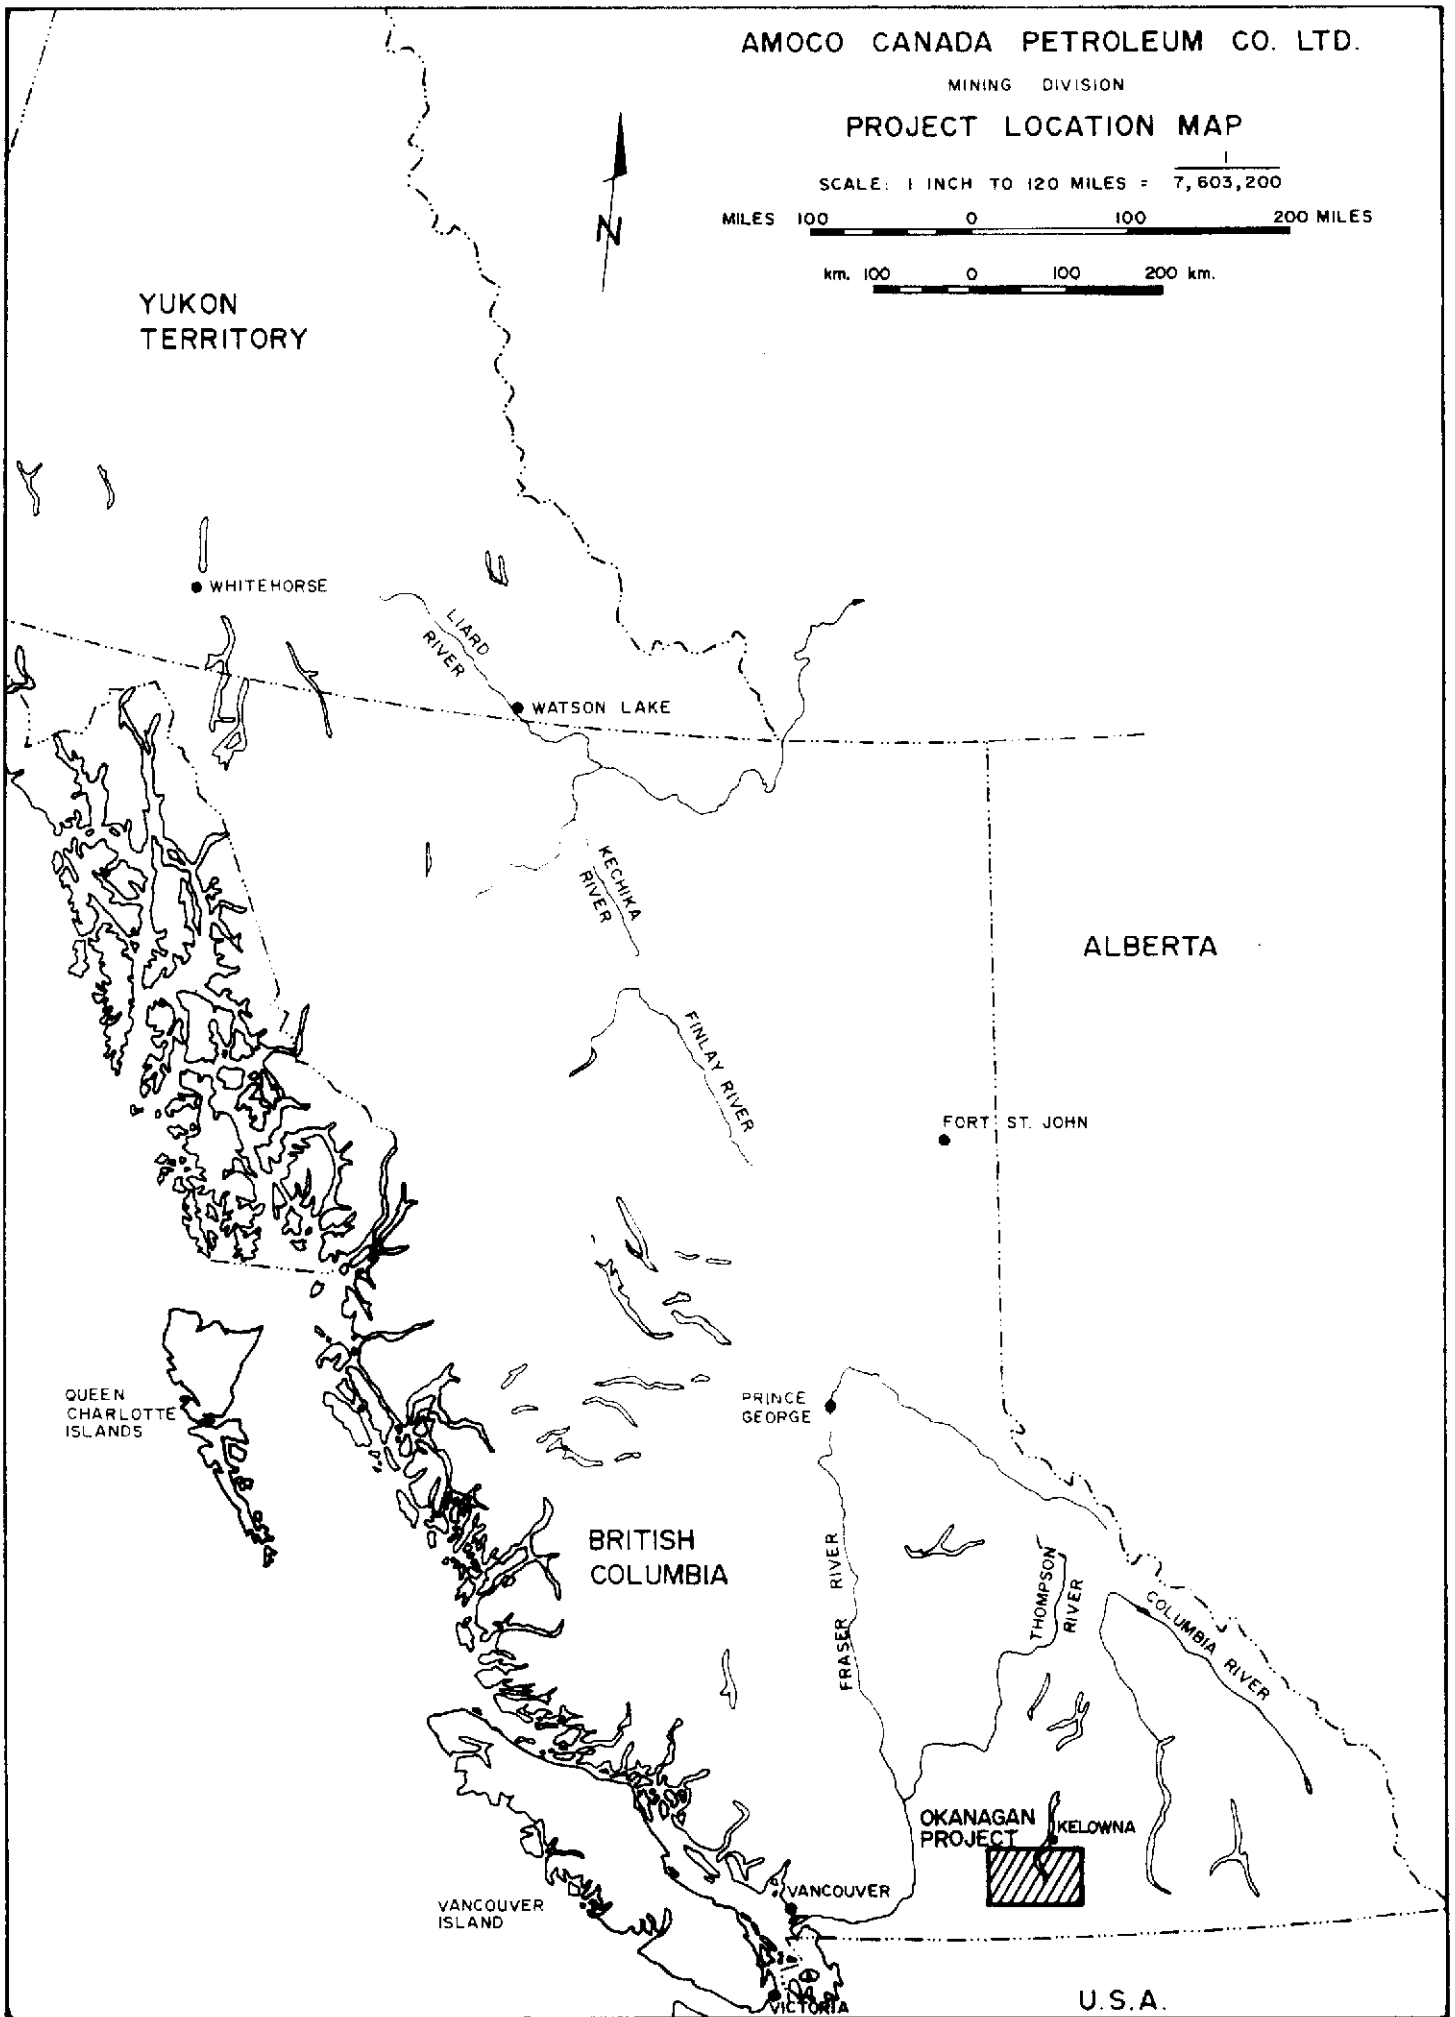 AMOCO CANADA PETROLEUM CO. LTD.
MINING DIVISION
PROJECT LOCATION MAP
SCALE: 1 INCH TO 120 MILES = 1
7,603,200
MILES 100 0 100 200 MILES
km. 100 0 100 200 km.
N
YUKON
TERRITORY
WHITEHORSE
LIARD
RIVER
WATSON LAKE
KECHIKA
RIVER
ALBERTA
FINLAY RIVER
FORT ST. JOHN
QUEEN
CHARLOTTE
ISLANDS
PRINCE
GEORGE
BRITISH
COLUMBIA
FRASER RIVER
THOMPSON
RIVER
COLUMBIA RIVER
OKANAGAN
PROJECT
KELOWNA
VANCOUVER
VANCOUVER
ISLAND
VICTORIA
U.S.A.